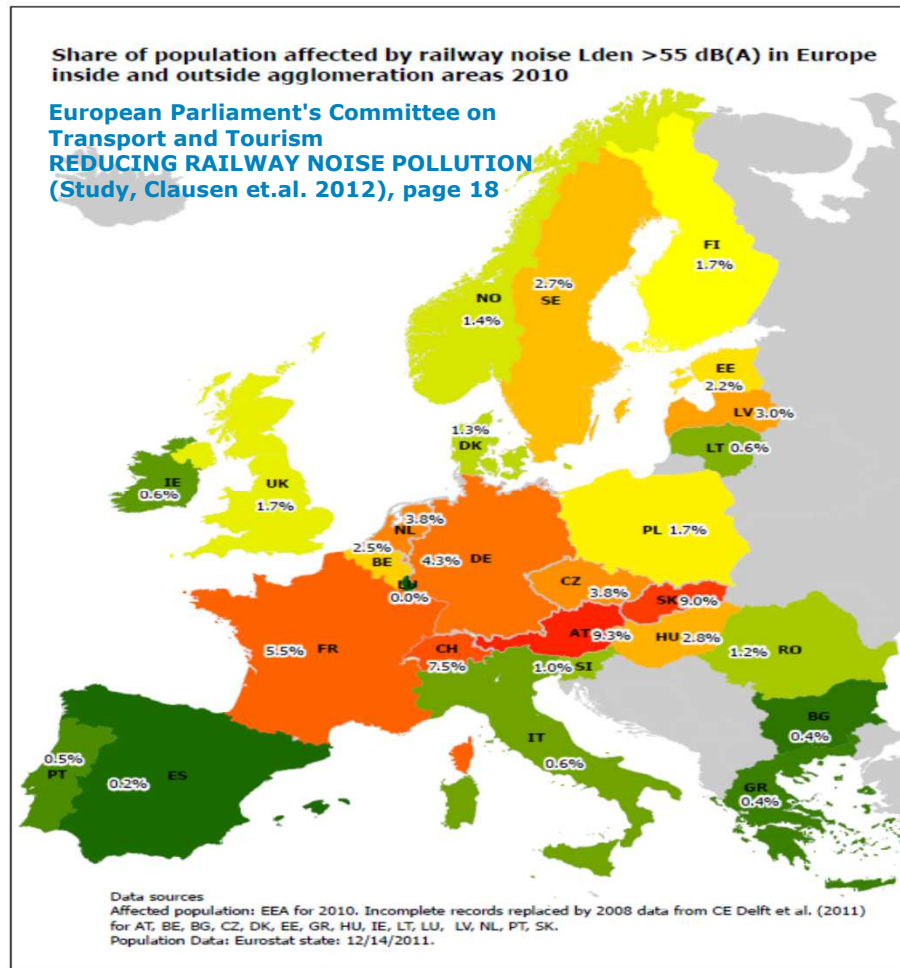 Share of population affected by railway noise Lden >55 dB(A) in Europe
inside and outside agglomeration areas 2010
European Parliament's Committee on
Transport and Tourism
REDUCING RAILWAY NOISE POLLUTION
(Study, Clausen et.al. 2012), page 18
FI
1.7%
2.7%
SE
NO
1.4%
EE
2.2%
LV 3.0%
LT 0.6%
1.3%
DK
IE
0.6%
UK
1.7%
3.8%
NL
2.5%
BE
4.3% DE
PL 1.7%
LU
0.0%
CZ
3.8%
SK 9.0%
AT 9.3%
HU 2.8%
5.5% FR
CH
7.5%
1.0% SI
1.2% RO
BG
0.4%
IT
0.6%
0.5%
PT
0.2% ES
GR
0.4%
Data sources
Affected population: EEA for 2010. Incomplete records replaced by 2008 data from CE Delft et al. (2011)
for AT, BE, BG, CZ, DK, EE, GR, HU, IE, LT, LU, LV, NL, PT, SK.
Population Data: Eurostat state: 12/14/2011.